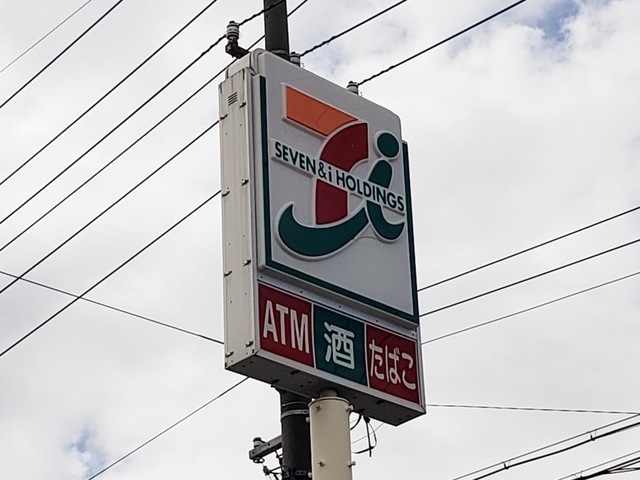 SEVEN&i HOLDINGS
ATM 酒 たばこ